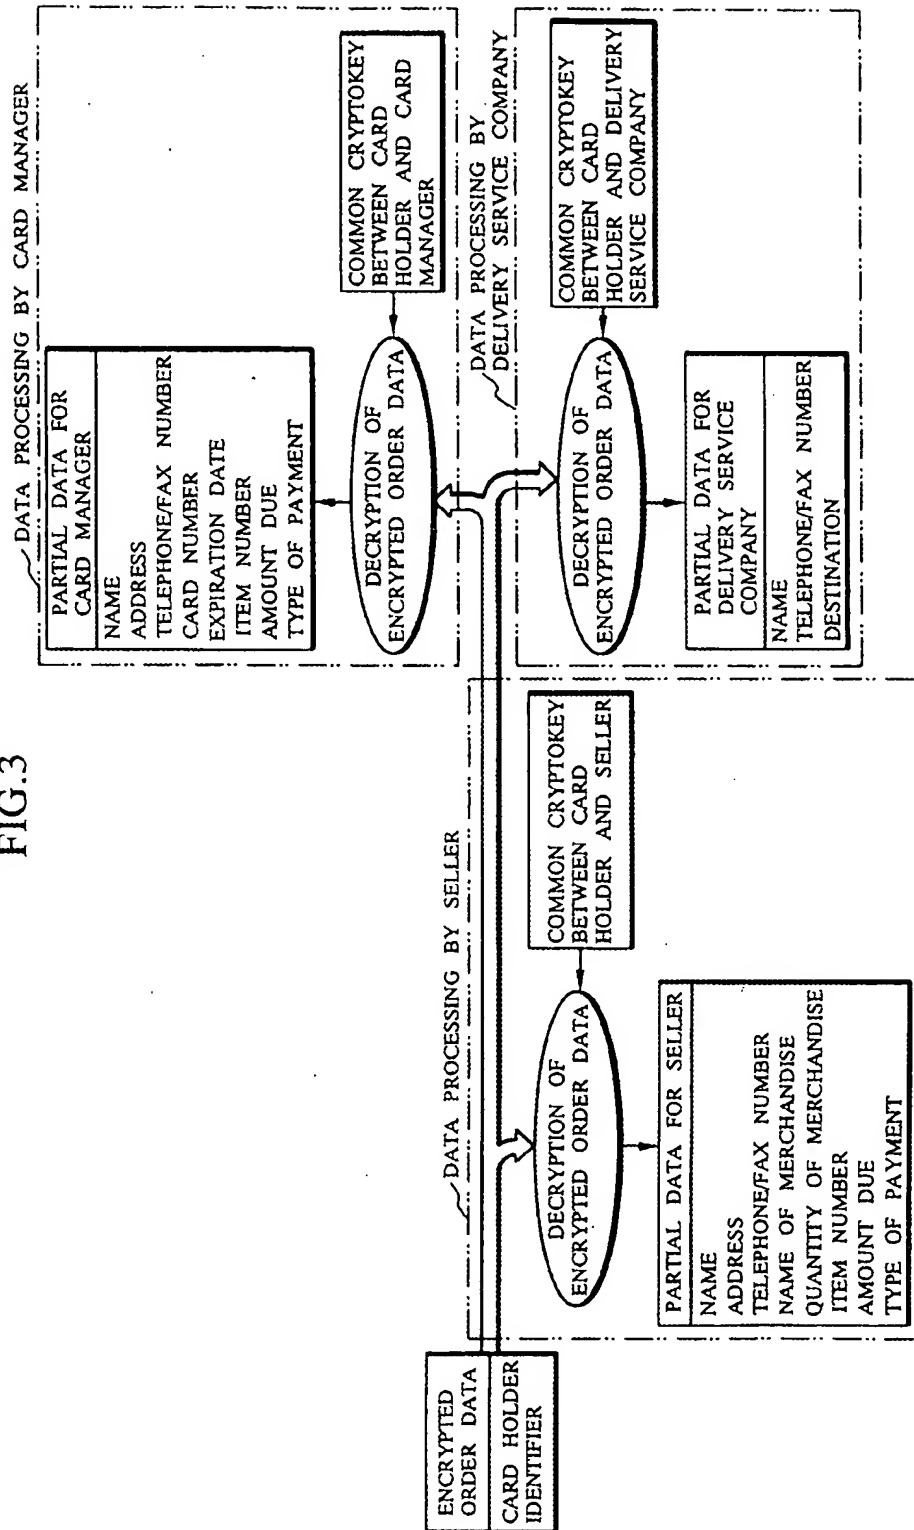 FIG.3
ENCRYPTED
ORDER DATA
CARD HOLDER
IDENTIFIER
DATA PROCESSING BY SELLER
DECRYPTION OF
ENCRYPTED ORDER DATA
COMMON CRYPTOKEY
BETWEEN CARD
HOLDER AND SELLER
PARTIAL DATA FOR SELLER
NAME
ADDRESS
TELEPHONE/FAX NUMBER
NAME OF MERCHANDISE
QUANTITY OF MERCHANDISE
ITEM NUMBER
AMOUNT DUE
TYPE OF PAYMENT
DATA PROCESSING BY CARD MANAGER
PARTIAL DATA FOR
CARD MANAGER
NAME
ADDRESS
TELEPHONE/FAX NUMBER
CARD NUMBER
EXPIRATION DATE
ITEM NUMBER
AMOUNT DUE
TYPE OF PAYMENT
DECRYPTION OF
ENCRYPTED ORDER DATA
COMMON CRYPTOKEY
BETWEEN CARD
HOLDER AND CARD
MANAGER
DATA PROCESSING BY
DELIVERY SERVICE COMPANY
DECRYPTION OF
ENCRYPTED ORDER DATA
COMMON CRYPTOKEY
BETWEEN CARD
HOLDER AND DELIVERY
SERVICE COMPANY
PARTIAL DATA FOR
DELIVERY SERVICE
COMPANY
NAME
TELEPHONE/FAX NUMBER
DESTINATION